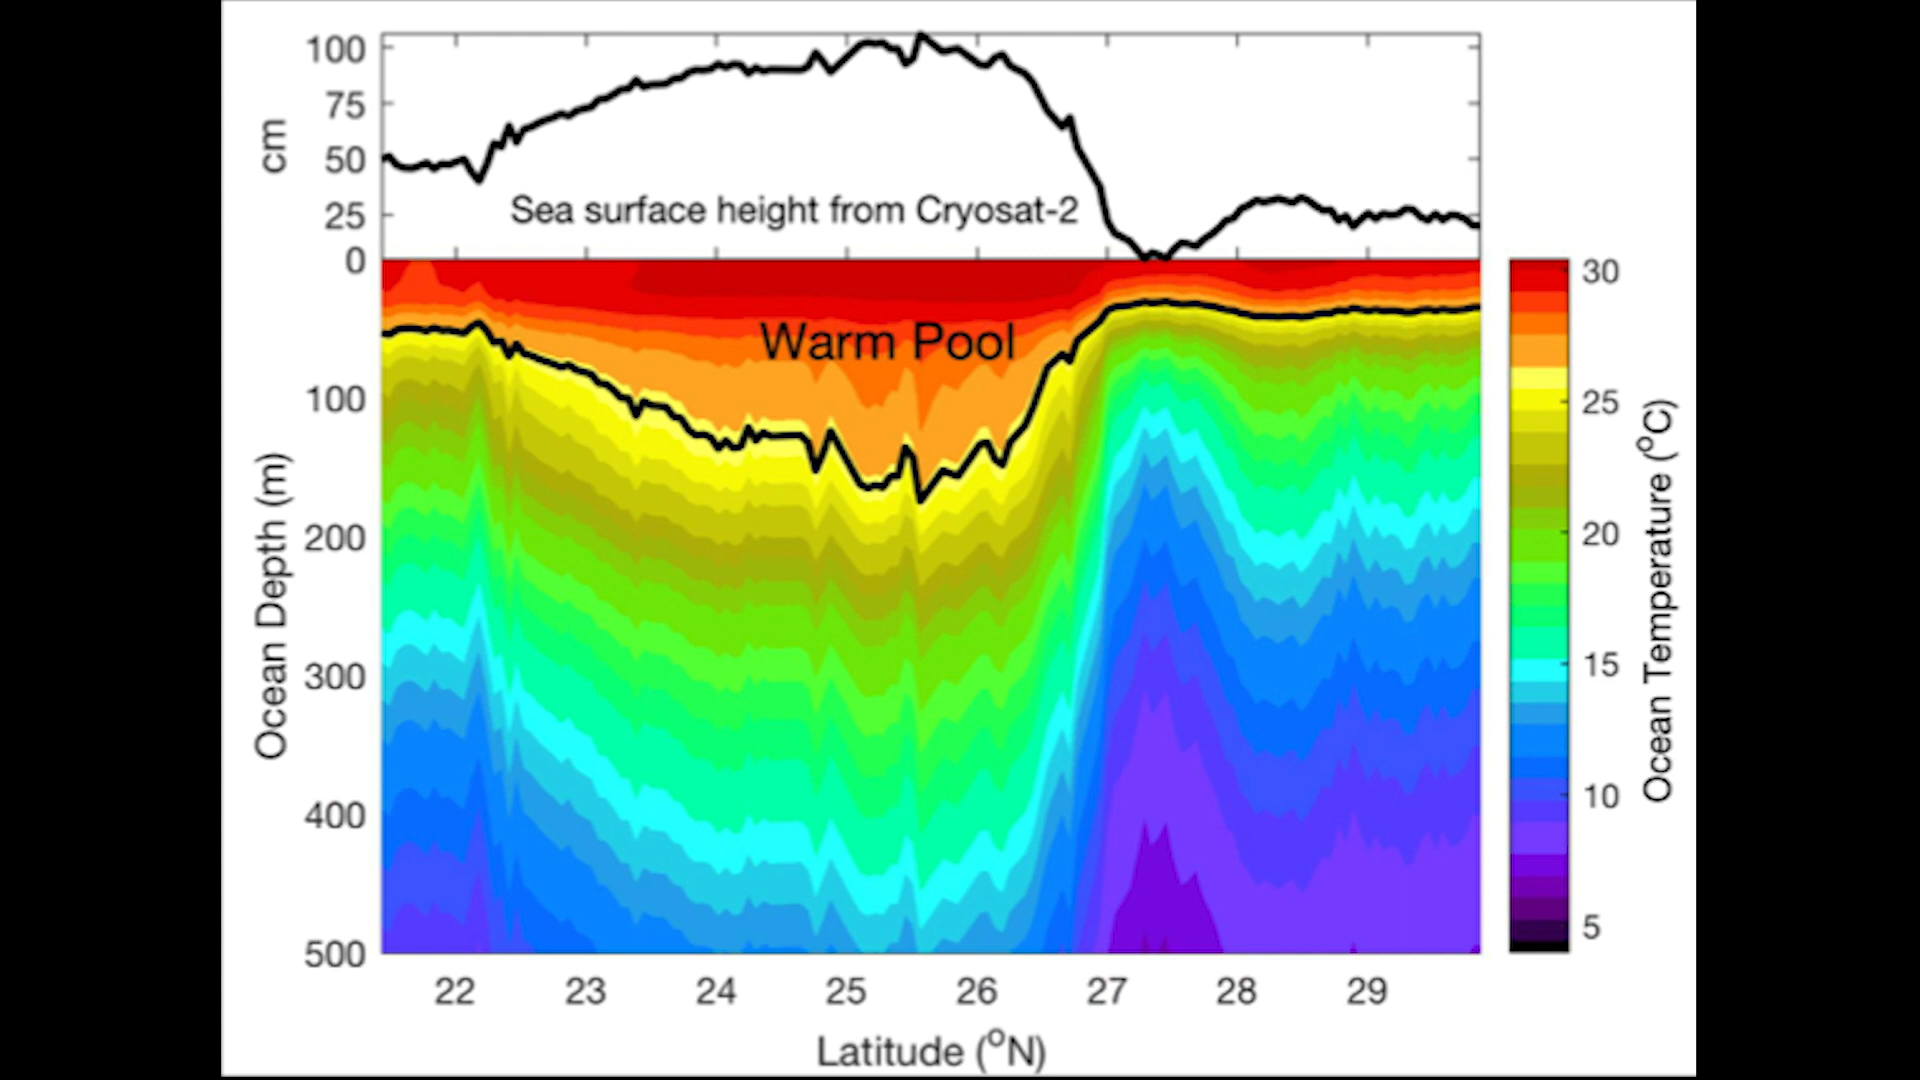 100
75
50
25
0
cm
Sea surface height from Cryosat-2
Warm Pool
100
200
300
400
500
Ocean Depth (m)
22 23 24 25 26 27 28 29
Latitude (°N)
30
25
20
15
10
5
Ocean Temperature (°C)